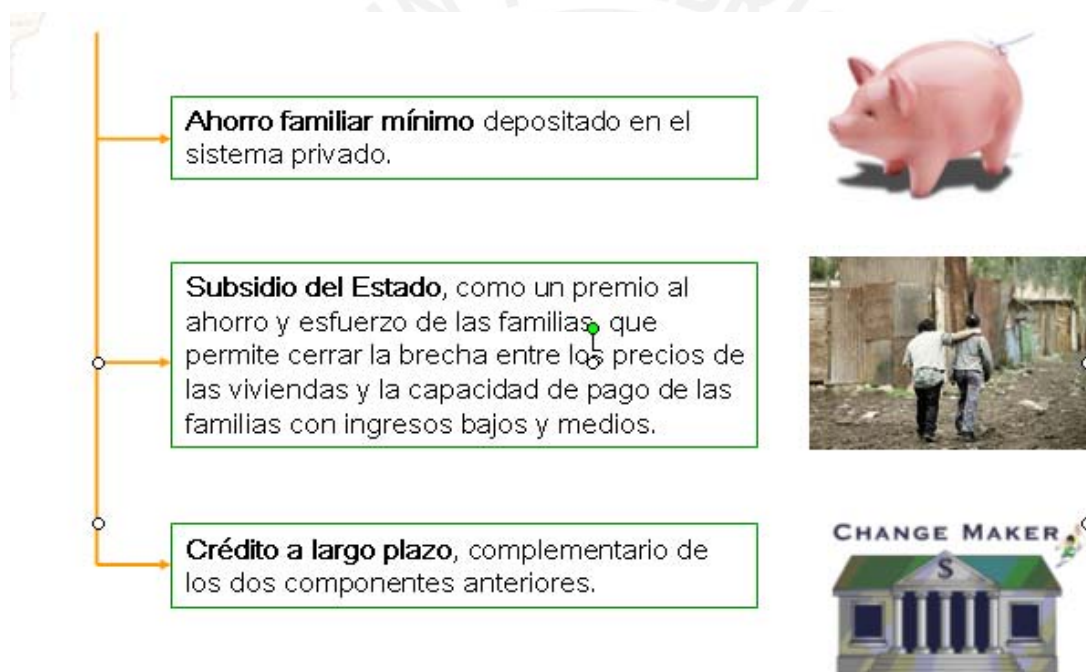 Ahorro familiar mínimo depositado en el
sistema privado.
Subsidio del Estado, como un premio al
ahorro y esfuerzo de las familias, que
permite cerrar la brecha entre los precios de
las viviendas y la capacidad de pago de las
familias con ingresos bajos y medios.
Crédito a largo plazo, complementario de
los dos componentes anteriores.
CHANGE MAKER
$